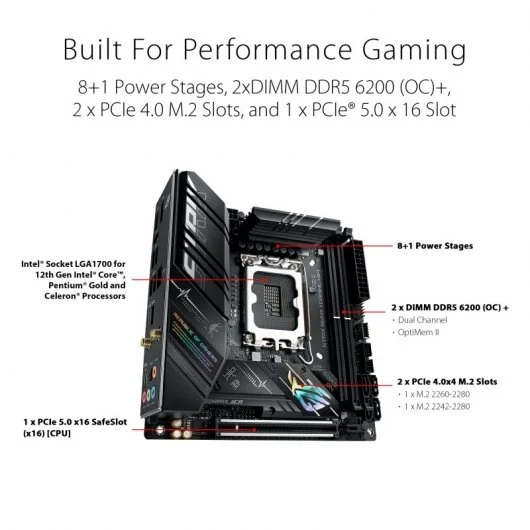 Built For Performance Gaming
8+1 Power Stages, 2xDIMM DDR5 6200 (OC)+,
2 x PCIe 4.0 M.2 Slots, and 1 x PCIe® 5.0 x 16 Slot
8+1 Power Stages
Intel® Socket LGA1700 for
12th Gen Intel® Core™,
Pentium® Gold and
Celeron® Processors
2 x DIMM DDR5 6200 (OC) +
· Dual Channel
· OptiMem II
REPUBLIC OF GAMERS
2 x PCIe 4.0x4 M.2 Slots
· 1 x M.2 2260-2280
· 1 x M.2 2242-2280
1 x PCIe 5.0 x16 SafeSlot
(x16) [CPU]